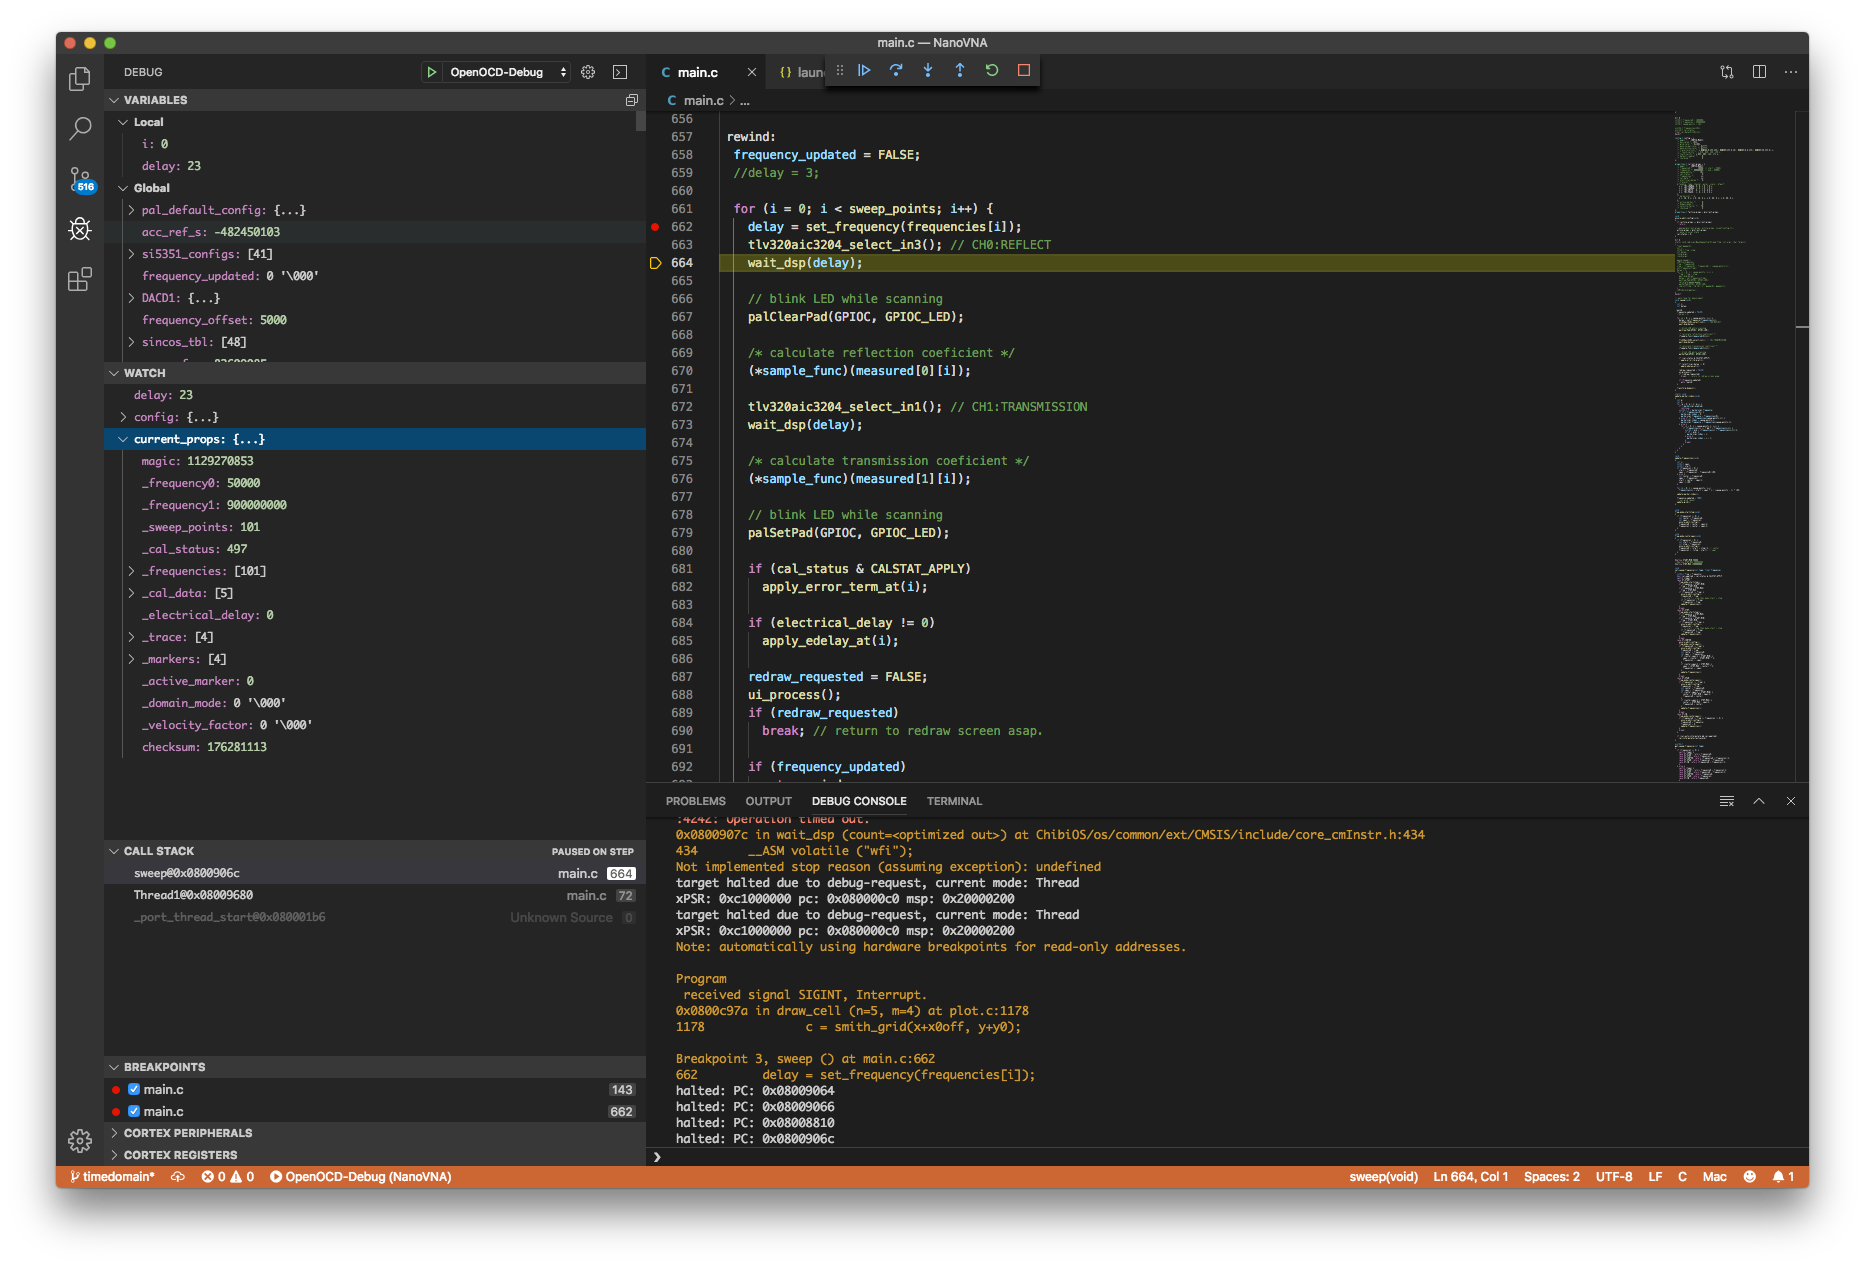 main.c — NanoVNA
DEBUG
OpenOCD-Debug
VARIABLES
Local
i: 0
delay: 23
Global
pal_default_config: {...}
acc_ref_s: -482450103
si5351_configs: [41]
frequency_updated: 0 '\000'
DACD1: {...}
frequency_offset: 5000
sincos_tbl: [48]
WATCH
delay: 23
config: {...}
current_props: {...}
magic: 1129270853
_frequency0: 50000
_frequency1: 900000000
_sweep_points: 101
_cal_status: 497
_frequencies: [101]
_cal_data: [5]
_electrical_delay: 0
_trace: [4]
_markers: [4]
_active_marker: 0
_domain_mode: 0 '\000'
_velocity_factor: 0 '\000'
checksum: 176281113
CALL STACK PAUSED ON STEP
sweep@0x0800906c main.c 664
Thread1@0x08009680 main.c 72
_port_thread_start@0x080001b6 Unknown Source 0
BREAKPOINTS
main.c 143
main.c 662
CORTEX PERIPHERALS
CORTEX REGISTERS
516
C main.c × {} laun
C main.c > ...
656
657 rewind:
658 frequency_updated = FALSE;
659 //delay = 3;
660
661 for (i = 0; i < sweep_points; i++) {
662 delay = set_frequency(frequencies[i]);
663 tlv320aic3204_select_in3(); // CH0:REFLECT
664 wait_dsp(delay);
665
666 // blink LED while scanning
667 palClearPad(GPIOC, GPIOC_LED);
668
669 /* calculate reflection coeficient */
670 (*sample_func)(measured[0][i]);
671
672 tlv320aic3204_select_in1(); // CH1:TRANSMISSION
673 wait_dsp(delay);
674
675 /* calculate transmission coeficient */
676 (*sample_func)(measured[1][i]);
677
678 // blink LED while scanning
679 palSetPad(GPIOC, GPIOC_LED);
680
681 if (cal_status & CALSTAT_APPLY)
682 apply_error_term_at(i);
683
684 if (electrical_delay != 0)
685 apply_edelay_at(i);
686
687 redraw_requested = FALSE;
688 ui_process();
689 if (redraw_requested)
690 break; // return to redraw screen asap.
691
692 if (frequency_updated)
PROBLEMS OUTPUT DEBUG CONSOLE TERMINAL
:4242: Operation timed out.
0x0800907c in wait_dsp (count=<optimized out>) at ChibiOS/os/common/ext/CMSIS/include/core_cmInstr.h:434
434 __ASM volatile ("wfi");
Not implemented stop reason (assuming exception): undefined
target halted due to debug-request, current mode: Thread
xPSR: 0xc1000000 pc: 0x080000c0 msp: 0x20000200
target halted due to debug-request, current mode: Thread
xPSR: 0xc1000000 pc: 0x080000c0 msp: 0x20000200
Note: automatically using hardware breakpoints for read-only addresses.
Program
received signal SIGINT, Interrupt.
0x0800c97a in draw_cell (n=5, m=4) at plot.c:1178
1178 c = smith_grid(x+x0off, y+y0);
Breakpoint 3, sweep () at main.c:662
662 delay = set_frequency(frequencies[i]);
halted: PC: 0x08009064
halted: PC: 0x08009066
halted: PC: 0x08008810
halted: PC: 0x0800906c
timedomain* 0 0 OpenOCD-Debug (NanoVNA) sweep(void) Ln 664, Col 1 Spaces: 2 UTF-8 LF C Mac 1